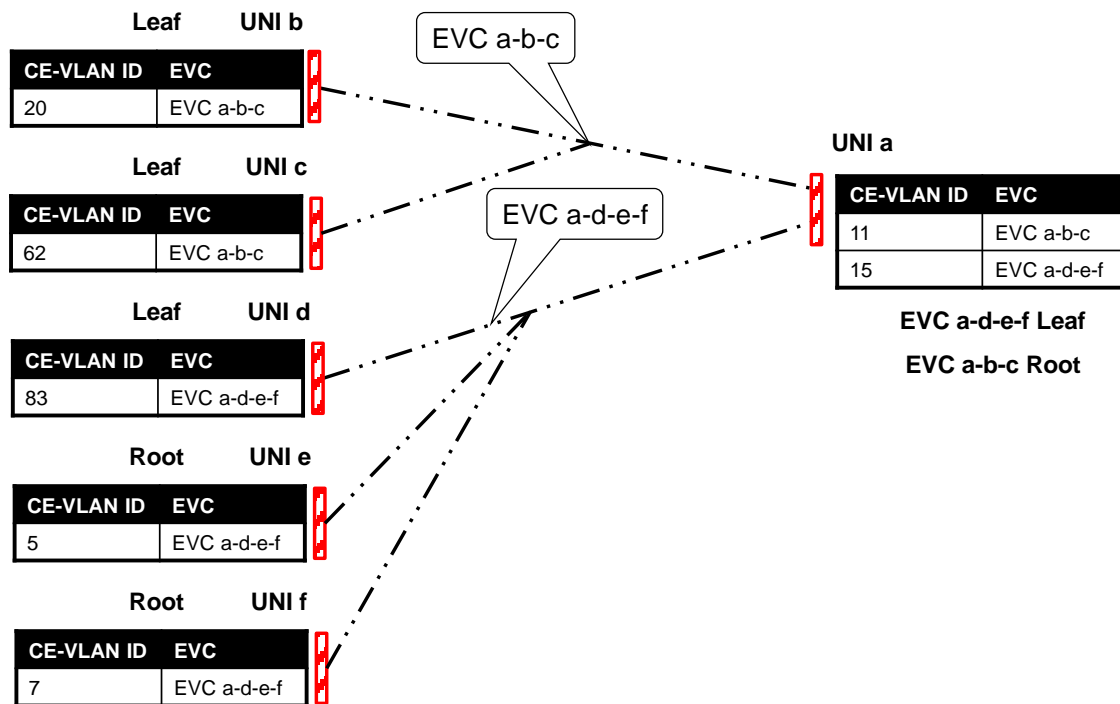 Leaf UNI b
CE-VLAN ID EVC
20 EVC a-b-c
EVC a-b-c
Leaf UNI c
CE-VLAN ID EVC
62 EVC a-b-c
EVC a-d-e-f
UNI a
CE-VLAN ID EVC
11 EVC a-b-c
15 EVC a-d-e-f
EVC a-d-e-f Leaf
EVC a-b-c Root
Leaf UNI d
CE-VLAN ID EVC
83 EVC a-d-e-f
Root UNI e
CE-VLAN ID EVC
5 EVC a-d-e-f
Root UNI f
CE-VLAN ID EVC
7 EVC a-d-e-f